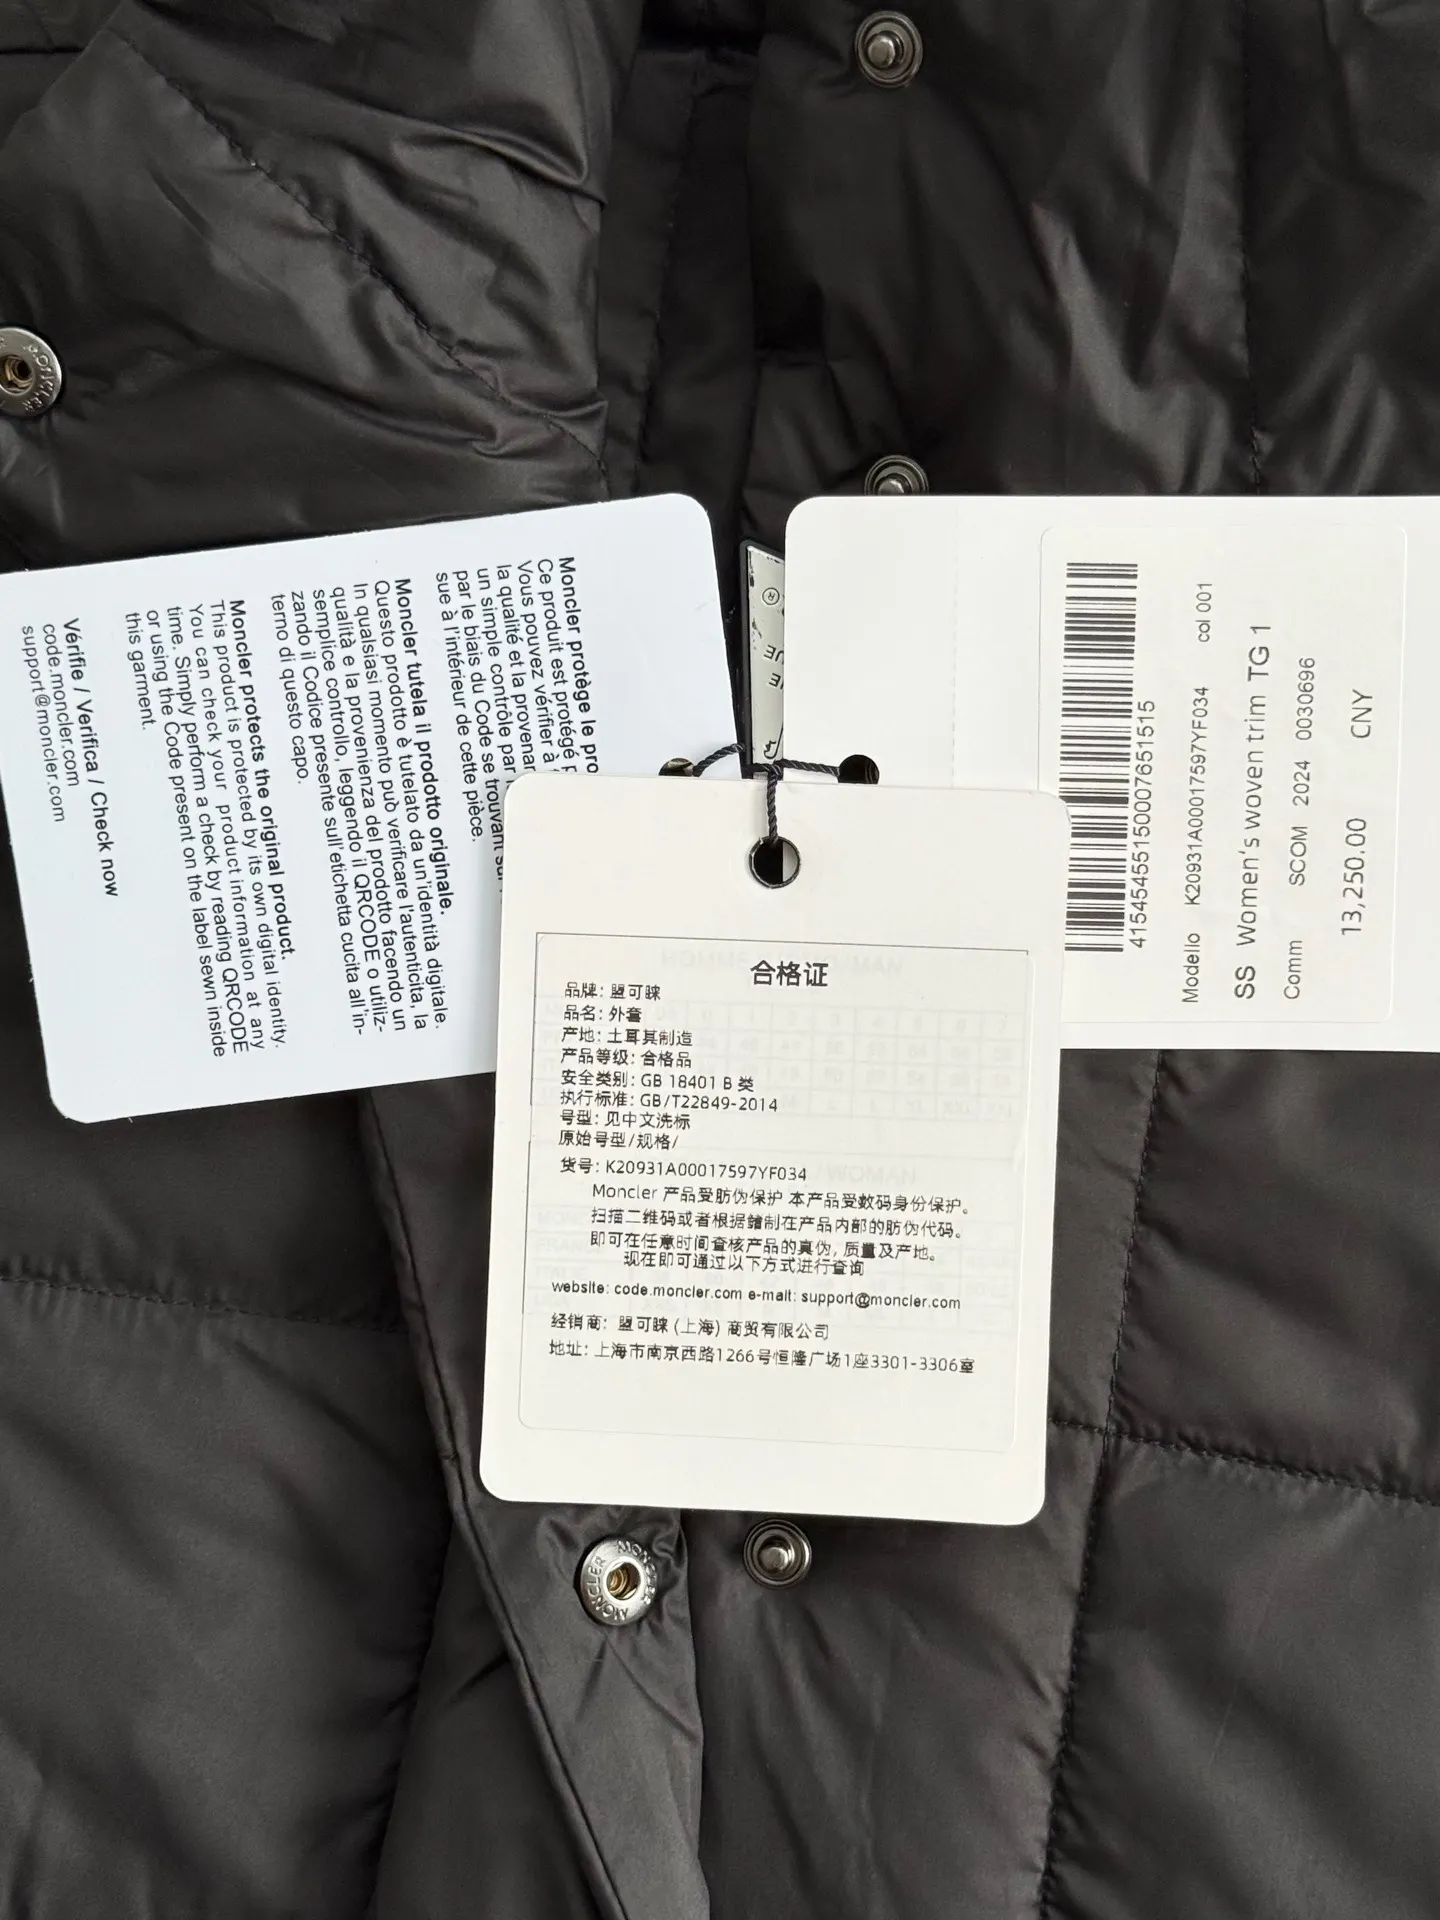 Moncler protège le pro
Ce produit est protégé p
Vous pouvez vérifier à
la qualité et la provenan
un simple contrôle par l
par le biais du Code se trouvant sur
sue à l'intérieur de cette pièce.
Moncler tutela il prodotto originale.
Questo prodotto è tutelato da un'identità digitale.
In qualsiasi momento può verificare l'autenticita, la
qualità e la provenienza del prodotto facendo un
semplice controllo, leggendo il QRCODE o utiliz-
zando il Codice presente sull'etichetta cucita all'in-
terno di questo capo.
Moncler protects the original product.
This product is protected by its own digital identity.
You can check your product information at any
time. Simply perform a check by reading QRCODE
or using the Code present on the label sewn inside
this garment.
Vérifie / Verifica / Check now
code.moncler.com
support@moncler.com
41545455150007651515
Modello K20931A00017597YF034 col 001
SS Women's woven trim TG 1
Comm SCOM 2024 0030696
13,250.00 CNY
合格证
品牌: 盟可睐
品名: 外套
产地: 土耳其制造
产品等级: 合格品
安全类别: GB 18401 B 类
执行标准: GB/T22849-2014
号型: 见中文洗标
原始号型/规格/
货号: K20931A00017597YF034
Moncler 产品受防伪保护 本产品受数码身份保护。
扫描二维码或者根据缝制在产品内部的防伪代码。
即可在任意时间查核产品的真伪, 质量及产地。
现在即可通过以下方式进行查询
website: code.moncler.com e-mait: support@moncler.com
经销商: 盟可睐 (上海) 商贸有限公司
地址: 上海市南京西路1266号恒隆广场1座3301-3306室
MONCLER
MONCLER MONCLER